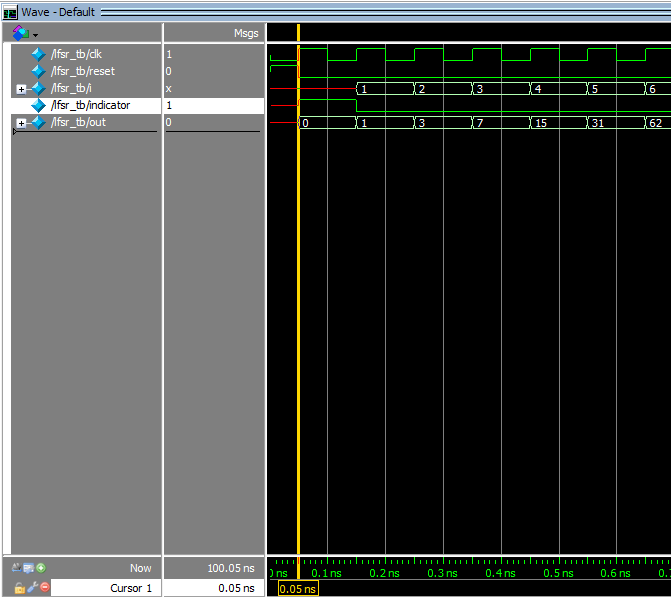 Wave - Default
Msgs
/lfsr_tb/clk 1
/lfsr_tb/reset 0
/lfsr_tb/i x 1 2 3 4 5 6
/lfsr_tb/indicator 1
/lfsr_tb/out 0 0 1 3 7 15 31 62
Now 100.05 ns ns 0.1 ns 0.2 ns 0.3 ns 0.4 ns 0.5 ns 0.6 ns 0.7
Cursor 1 0.05 ns 0.05 ns